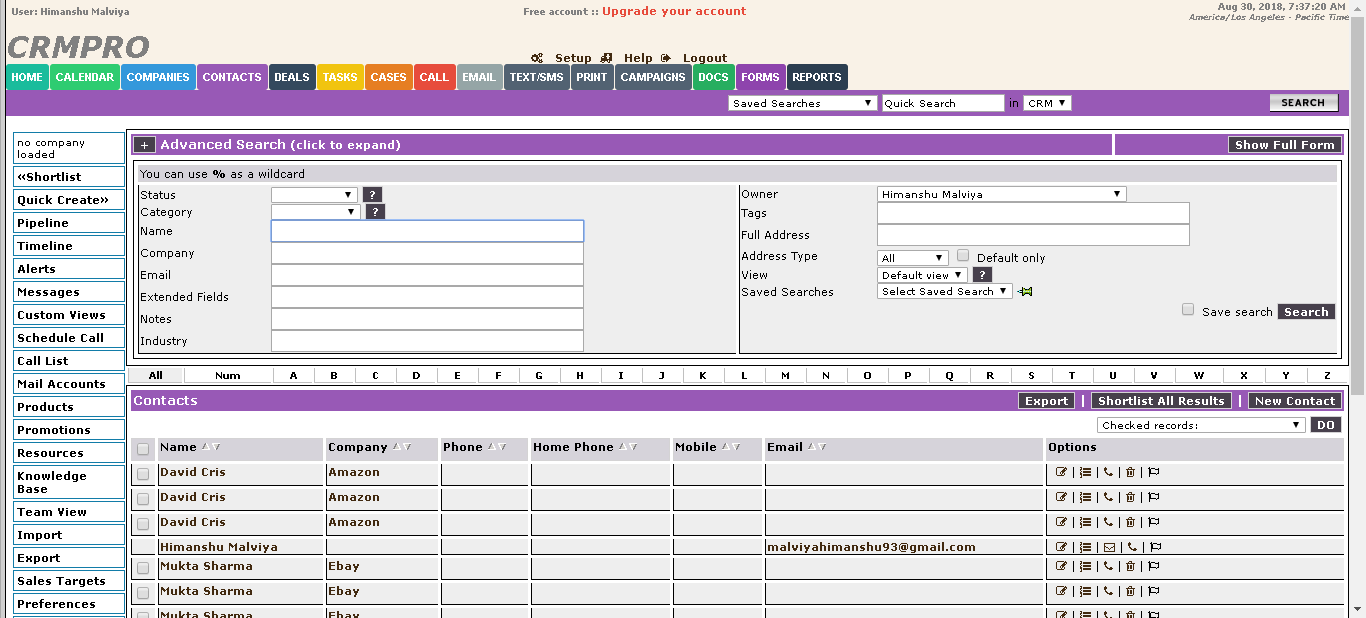 User: Himanshu Malviya
Free account :: Upgrade your account
Aug 30, 2018, 7:37:20 AM
America/Los Angeles - Pacific Time
CRMPRO
Setup Help Logout
HOME CALENDAR COMPANIES CONTACTS DEALS TASKS CASES CALL EMAIL TEXT/SMS PRINT CAMPAIGNS DOCS FORMS REPORTS
Saved Searches Quick Search in CRM SEARCH
no company
loaded
«Shortlist
Quick Create»
Pipeline
Timeline
Alerts
Messages
Custom Views
Schedule Call
Call List
Mail Accounts
Products
Promotions
Resources
Knowledge
Base
Team View
Import
Export
Sales Targets
Preferences
+ Advanced Search (click to expand) Show Full Form
You can use % as a wildcard
Status ?
Category ?
Name
Company
Email
Extended Fields
Notes
Industry
Owner Himanshu Malviya
Tags
Full Address
Address Type All Default only
View Default view ?
Saved Searches Select Saved Search
Save search Search
All Num A B C D E F G H I J K L M N O P Q R S T U V W X Y Z
Contacts Export | Shortlist All Results | New Contact
Checked records: DO
Name Company Phone Home Phone Mobile Email Options
David Cris Amazon
David Cris Amazon
David Cris Amazon
Himanshu Malviya malviyahimanshu93@gmail.com
Mukta Sharma Ebay
Mukta Sharma Ebay
Mukta Sharma Ebay